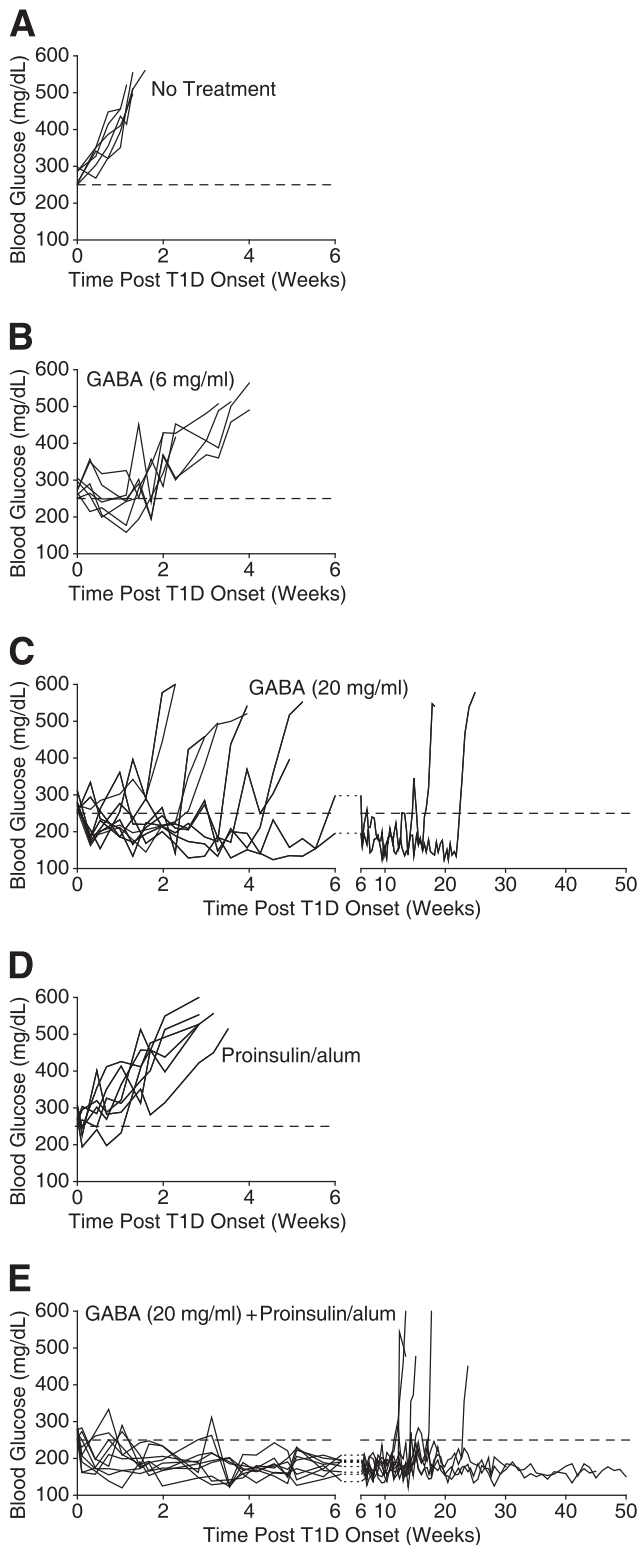 A
Blood Glucose (mg/dL)
600
500
400
300
200
100
No Treatment
0 2 4 6
Time Post T1D Onset (Weeks)
B
Blood Glucose (mg/dL)
600
500
400
300
200
100
GABA (6 mg/ml)
0 2 4 6
Time Post T1D Onset (Weeks)
C
Blood Glucose (mg/dL)
600
500
400
300
200
100
GABA (20 mg/ml)
0 2 4 6 6 10 20 30 40 50
Time Post T1D Onset (Weeks)
D
Blood Glucose (mg/dL)
600
500
400
300
200
100
Proinsulin/alum
0 2 4 6
Time Post T1D Onset (Weeks)
E
Blood Glucose (mg/dL)
600
500
400
300
200
100
GABA (20 mg/ml) +Proinsulin/alum
0 2 4 6 6 10 20 30 40 50
Time Post T1D Onset (Weeks)